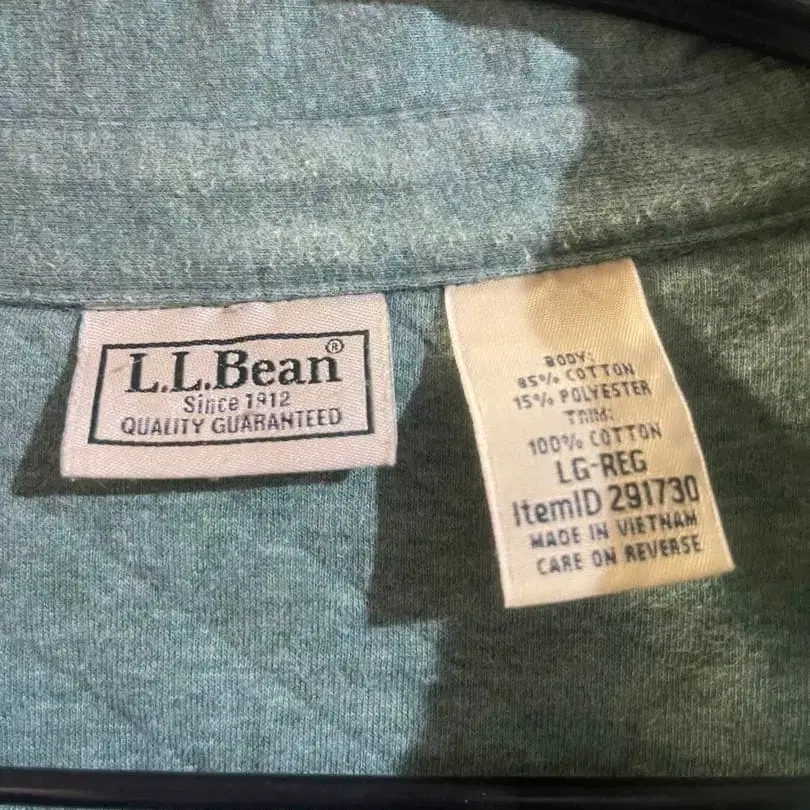 L.L.Bean®
Since 1912
QUALITY GUARANTEED
BODY:
85% COTTON
15% POLYESTER
TRIM:
100% COTTON
LG-REG
ItemID 291730
MADE IN VIETNAM
CARE ON REVERSE